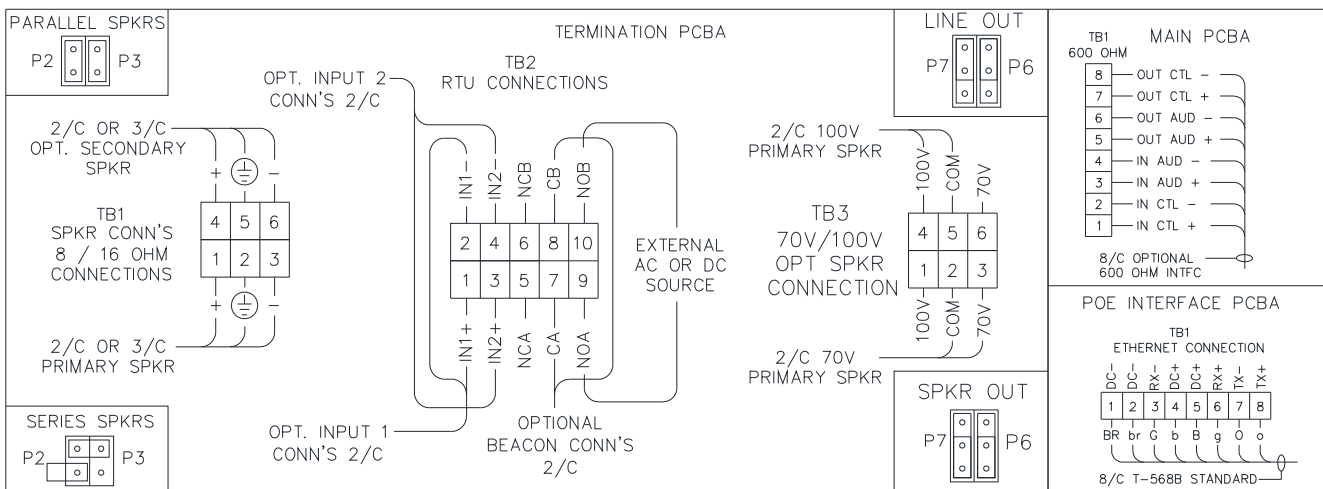 PARALLEL SPKRS
P2 P3
2/C OR 3/C
OPT. SECONDARY
SPKR
+ -
TB1
SPKR CONN'S
8 / 16 OHM
CONNECTIONS
4 5 6
1 2 3
+ -
2/C OR 3/C
PRIMARY SPKR
SERIES SPKRS
P2 P3
TERMINATION PCBA
TB2
RTU CONNECTIONS
OPT. INPUT 2
CONN'S 2/C
IN1- IN2- NCB CB NOB
2 4 6 8 10
1 3 5 7 9
IN1+ IN2+ NCA CA NOA
EXTERNAL
AC OR DC
SOURCE
OPT. INPUT 1
CONN'S 2/C
OPTIONAL
BEACON CONN'S
2/C
LINE OUT
P7 P6
2/C 100V
PRIMARY SPKR
100V COM 70V
TB3
70V/100V
OPT SPKR
CONNECTION
4 5 6
1 2 3
100V COM 70V
2/C 70V
PRIMARY SPKR
SPKR OUT
P7 P6
MAIN PCBA
TB1
600 OHM
8 OUT CTL -
7 OUT CTL +
6 OUT AUD -
5 OUT AUD +
4 IN AUD -
3 IN AUD +
2 IN CTL -
1 IN CTL +
8/C OPTIONAL
600 OHM INTFC
POE INTERFACE PCBA
TB1
ETHERNET CONNECTION
DC- DC- RX- DC+ DC+ RX+ TX- TX+
1 2 3 4 5 6 7 8
BR br G b B g O o
8/C T-568B STANDARD